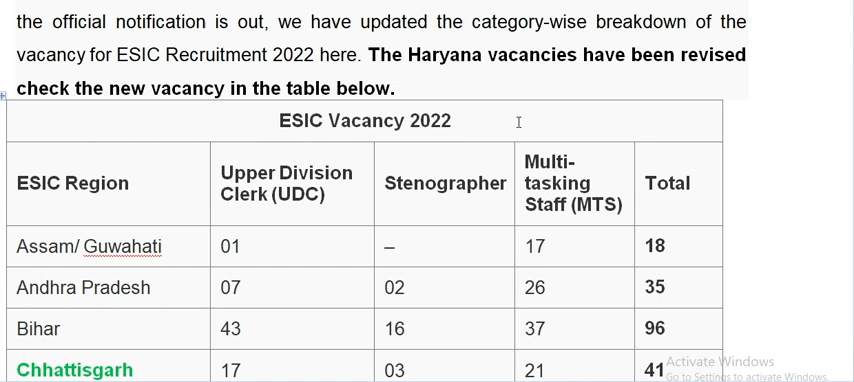 the official notification is out, we have updated the category-wise breakdown of the
vacancy for ESIC Recruitment 2022 here. The Haryana vacancies have been revised
check the new vacancy in the table below.
ESIC Vacancy 2022
ESIC Region Upper Division Clerk (UDC) Stenographer Multi-tasking Staff (MTS) Total
Assam/ Guwahati 01 – 17 18
Andhra Pradesh 07 02 26 35
Bihar 43 16 37 96
Chhattisgarh 17 03 21 41
Activate Windows
Go to Settings to activate Windows.